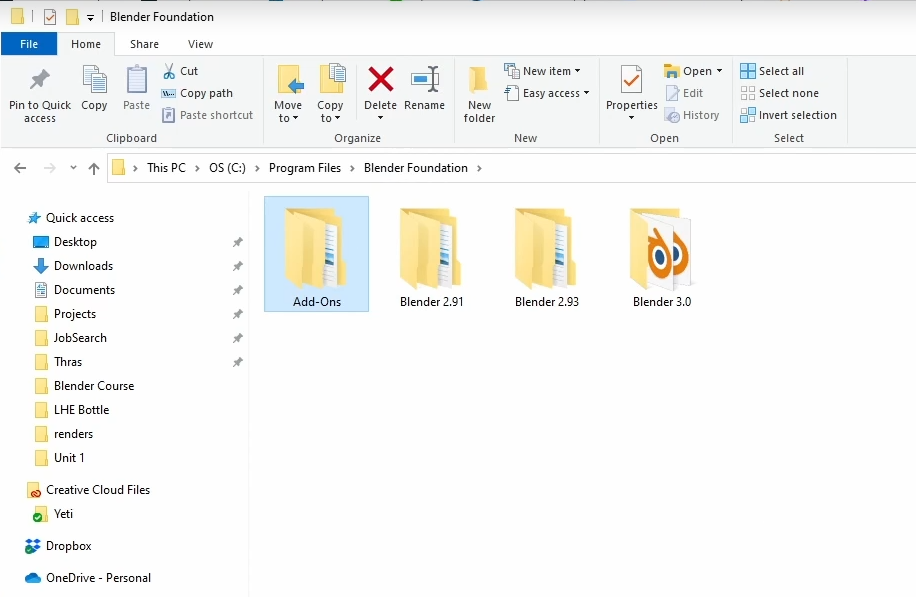 Blender Foundation
File Home Share View
Pin to Quick access
Copy
Paste
Cut
Copy path
Paste shortcut
Clipboard
Move to
Copy to
Delete
Rename
Organize
New folder
New item
Easy access
New
Properties
Open
Edit
History
Open
Select all
Select none
Invert selection
Select
This PC > OS (C:) > Program Files > Blender Foundation >
Quick access
Desktop
Downloads
Documents
Projects
JobSearch
Thras
Blender Course
LHE Bottle
renders
Unit 1
Creative Cloud Files
Yeti
Dropbox
OneDrive - Personal
Add-Ons
Blender 2.91
Blender 2.93
Blender 3.0